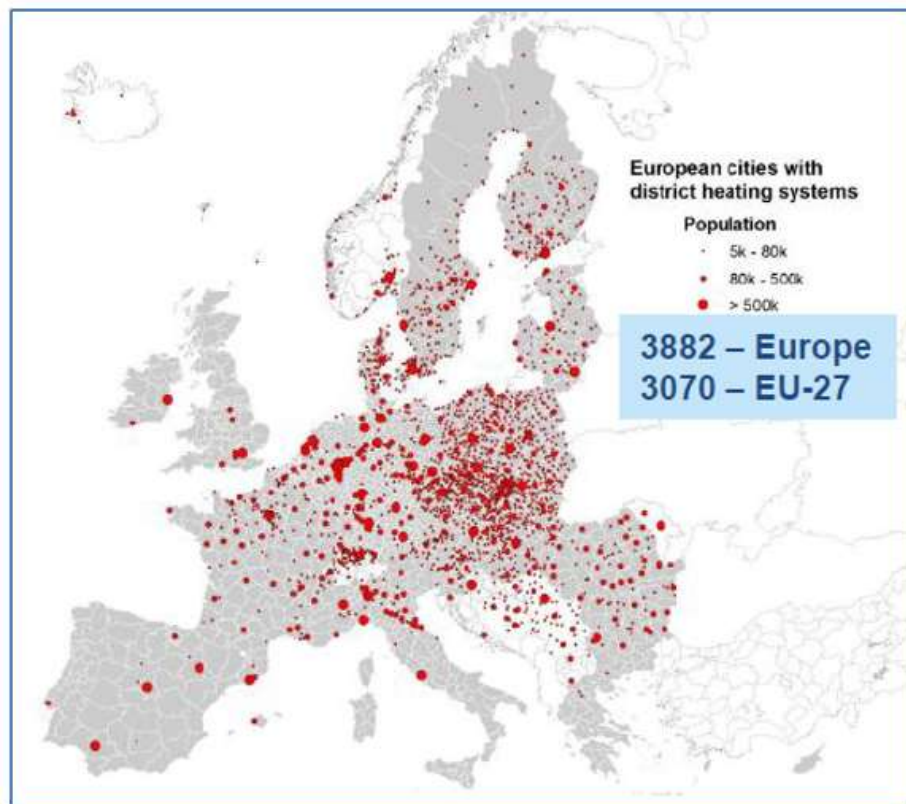 European cities with
district heating systems
Population
5k - 80k
80k - 500k
> 500k
3882 – Europe
3070 – EU-27